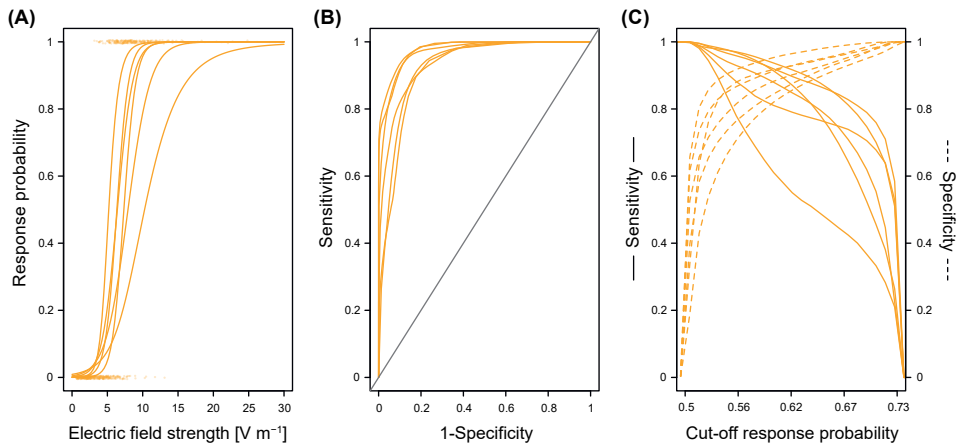 (A)
Response probability
1
0.8
0.6
0.4
0.2
0
0 5 10 15 20 25 30
Electric field strength [V m⁻¹]
(B)
Sensitivity
1
0.8
0.6
0.4
0.2
0
0 0.2 0.4 0.6 0.8 1
1-Specificity
(C)
Sensitivity
1
0.8
0.6
0.4
0.2
0
0.5 0.56 0.62 0.67 0.73
Cut-off response probability
1
0.8
0.6
0.4
0.2
0
Specificity